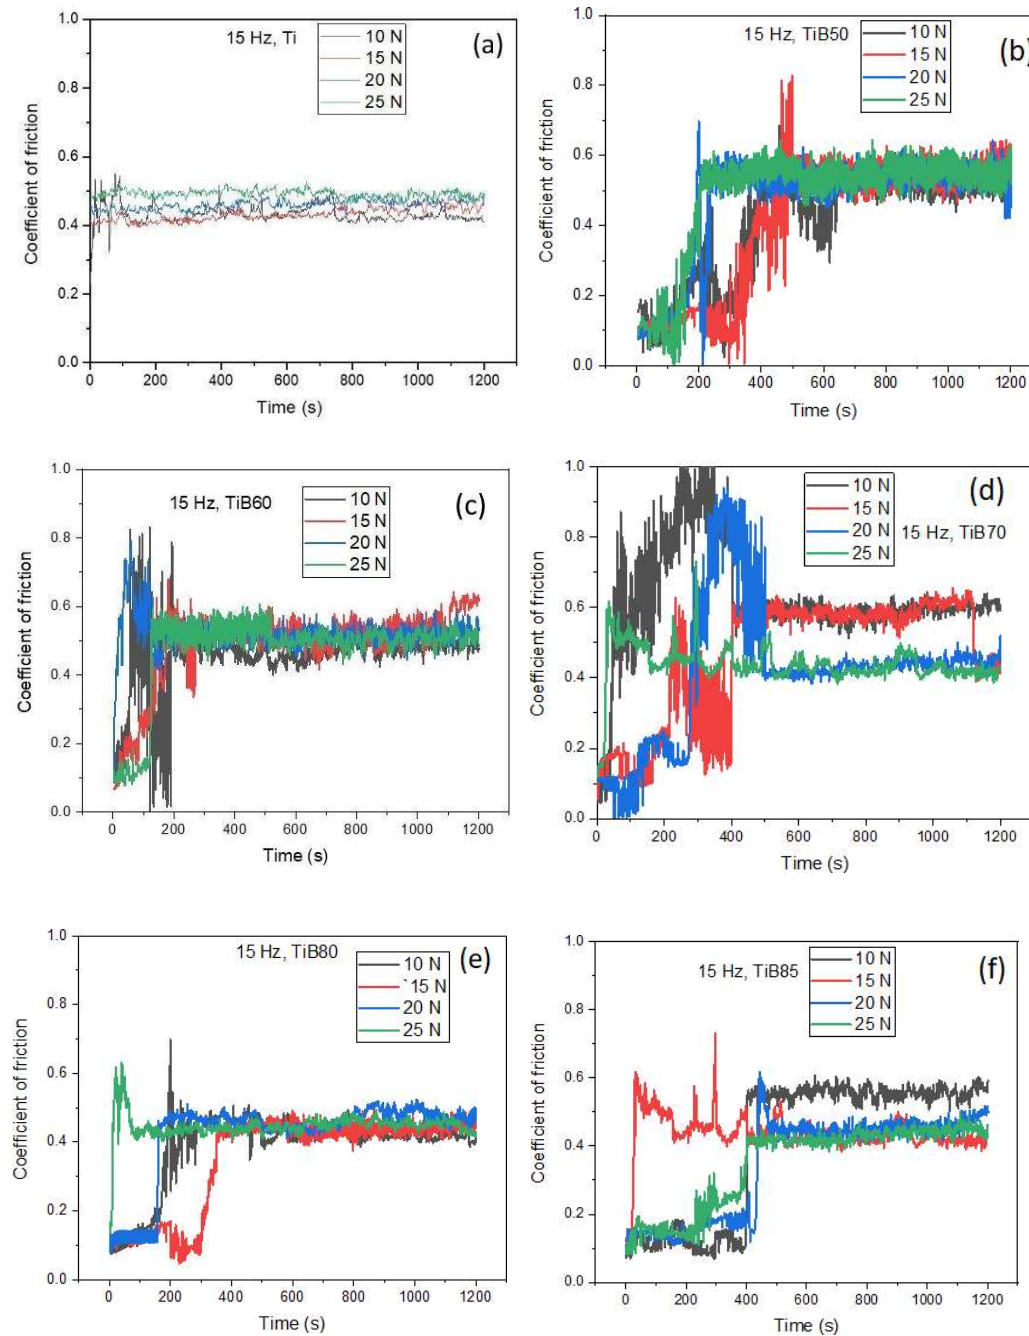 15 Hz, Ti
10 N
15 N
20 N
25 N
(a)
Coefficient of friction
1.0
0.8
0.6
0.4
0.2
0.0
0 200 400 600 800 1000 1200
Time (s)
15 Hz, TiB50
10 N
15 N
20 N
25 N
(b)
Coefficient of friction
1.0
0.8
0.6
0.4
0.2
0.0
0 200 400 600 800 1000 1200
Time (s)
15 Hz, TiB60
10 N
15 N
20 N
25 N
(c)
Coefficient of friction
1.0
0.8
0.6
0.4
0.2
0.0
0 200 400 600 800 1000 1200
Time (s)
10 N
15 N
20 N
25 N
(d)
15 Hz, TiB70
Coefficient of friction
1.0
0.8
0.6
0.4
0.2
0.0
0 200 400 600 800 1000 1200
Time (s)
15 Hz, TiB80
10 N
`15 N
20 N
25 N
(e)
Coefficient of friction
1.0
0.8
0.6
0.4
0.2
0.0
0 200 400 600 800 1000 1200
Time (s)
15 Hz, TiB85
10 N
15 N
20 N
25 N
(f)
Coefficient of friction
1.0
0.8
0.6
0.4
0.2
0.0
0 200 400 600 800 1000 1200
Time (s)